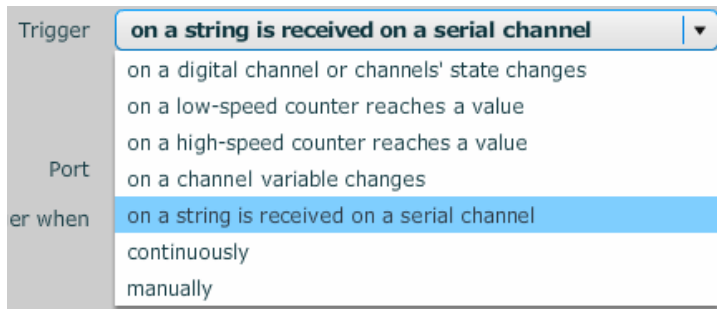 Trigger on a string is received on a serial channel
on a digital channel or channels' state changes
on a low-speed counter reaches a value
on a high-speed counter reaches a value
Port on a channel variable changes
er when on a string is received on a serial channel
continuously
manually